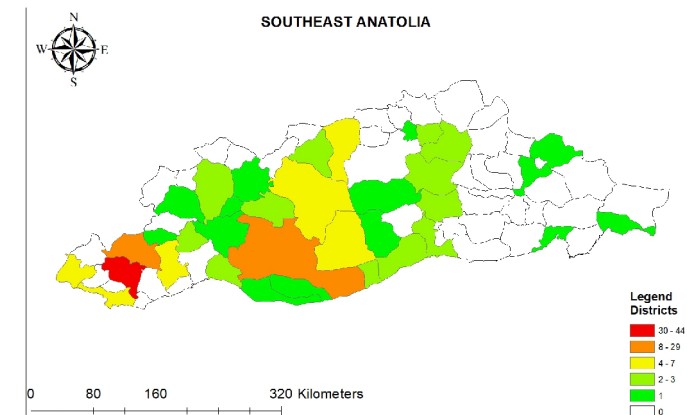 SOUTHEAST ANATOLIA
N
W E
S
Legend
Districts
30 - 44
8 - 29
4 - 7
2 - 3
1
0
0 80 160 320 Kilometers